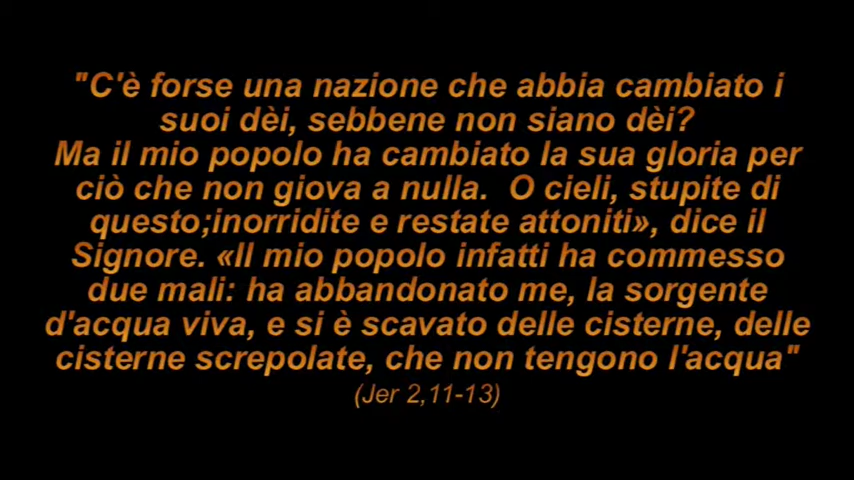 "C'è forse una nazione che abbia cambiato i
suoi dèi, sebbene non siano dèi?
Ma il mio popolo ha cambiato la sua gloria per
ciò che non giova a nulla.  O cieli, stupite di
questo;inorridite e restate attoniti», dice il
Signore. «Il mio popolo infatti ha commesso
due mali: ha abbandonato me, la sorgente
d'acqua viva, e si è scavato delle cisterne, delle
cisterne screpolate, che non tengono l'acqua"
(Jer 2,11-13)